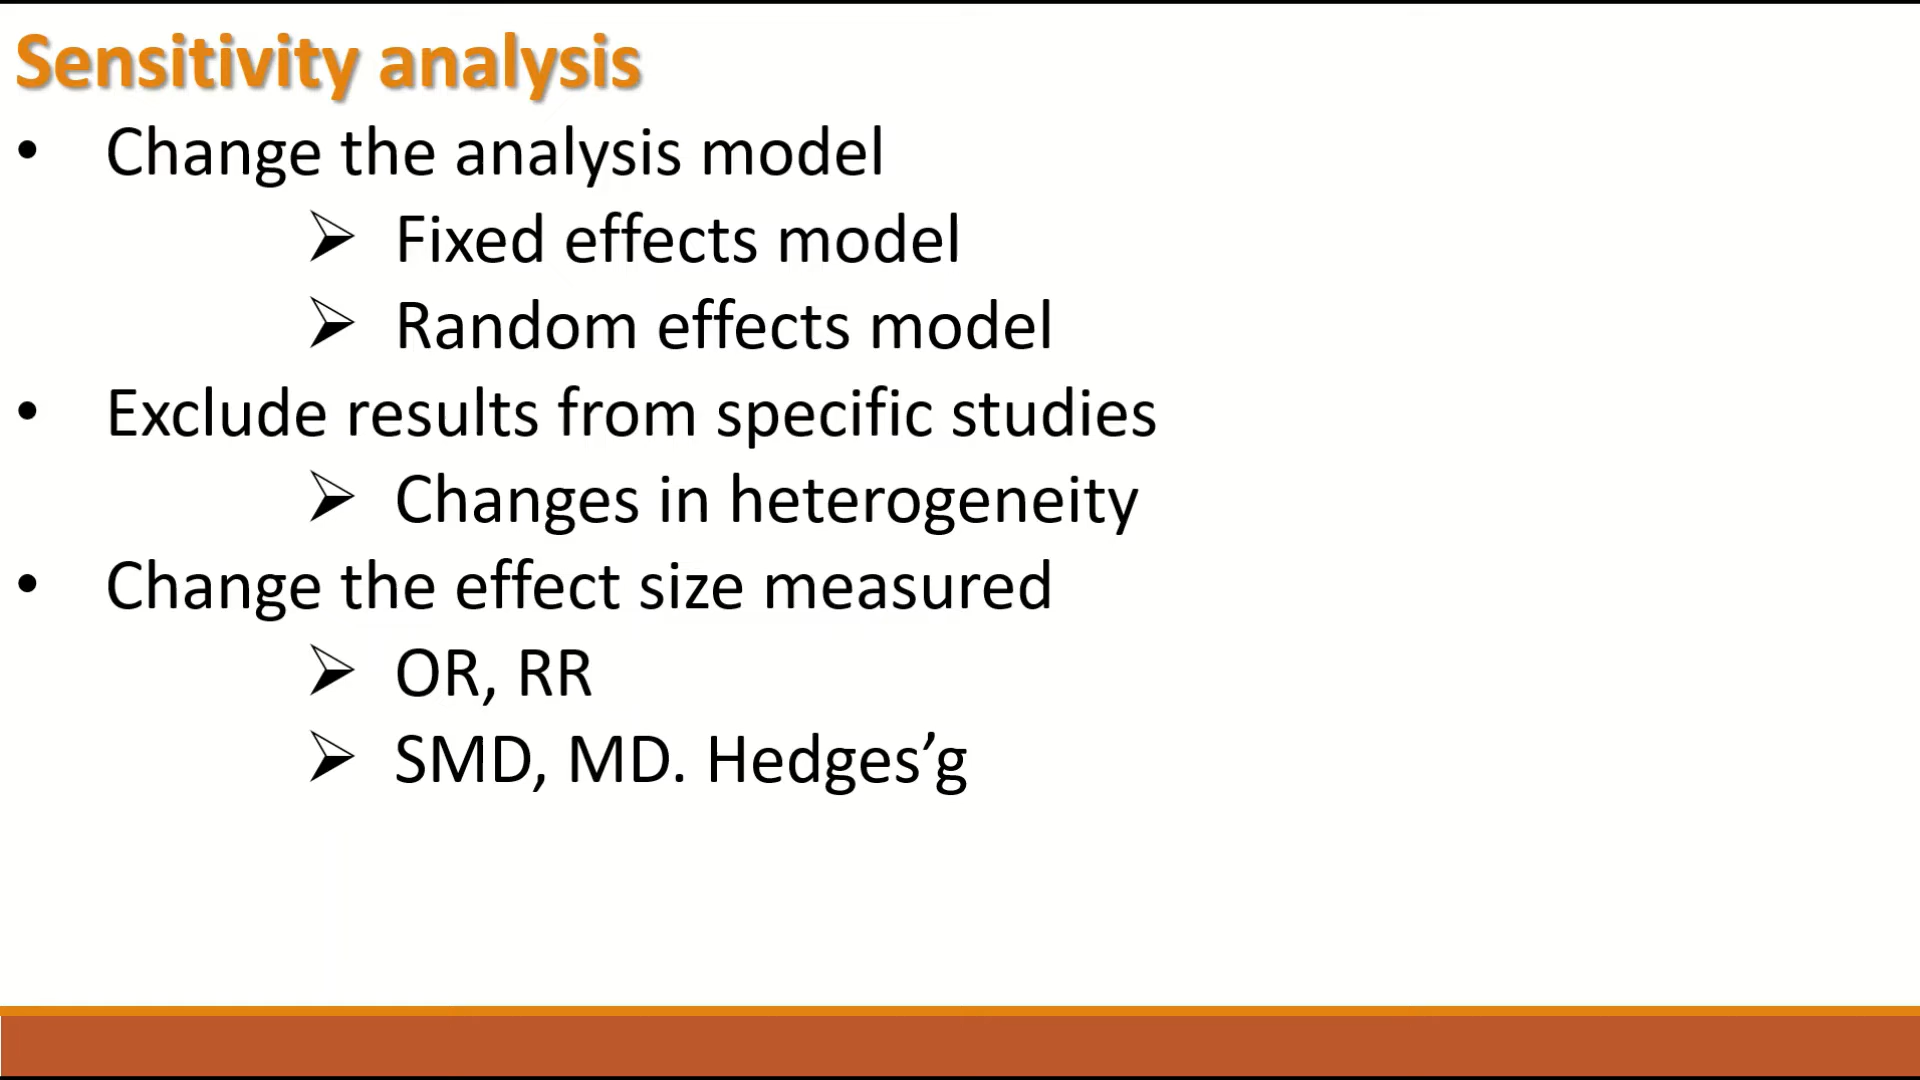 Sensitivity analysis
• Change the analysis model
➢ Fixed effects model
➢ Random effects model
• Exclude results from specific studies
➢ Changes in heterogeneity
• Change the effect size measured
➢ OR, RR
➢ SMD, MD. Hedges’g